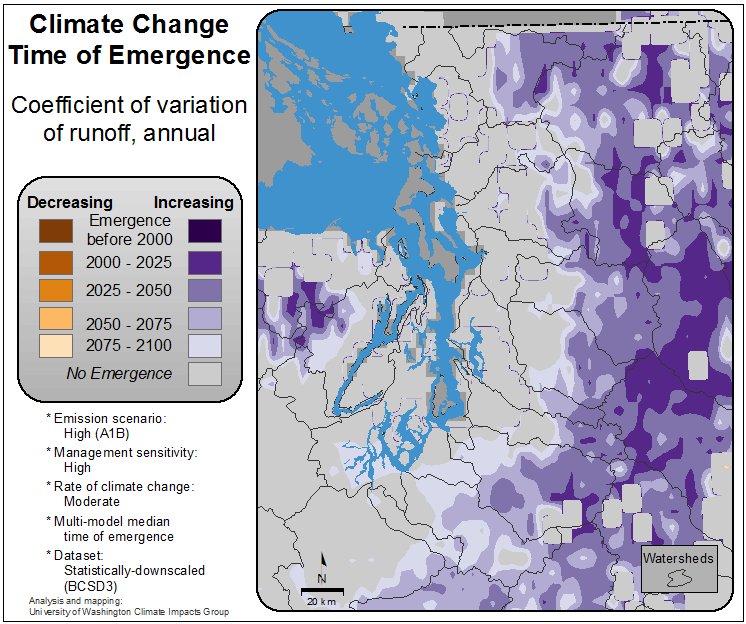 Climate Change
Time of Emergence
Coefficient of variation
of runoff, annual
Decreasing Increasing
Emergence
before 2000
2000 - 2025
2025 - 2050
2050 - 2075
2075 - 2100
No Emergence
* Emission scenario:
High (A1B)
* Management sensitivity:
High
* Rate of climate change:
Moderate
* Multi-model median
time of emergence
* Dataset:
Statistically-downscaled
(BCSD3)
Analysis and mapping:
University of Washington Climate Impacts Group
N
20 km
Watersheds